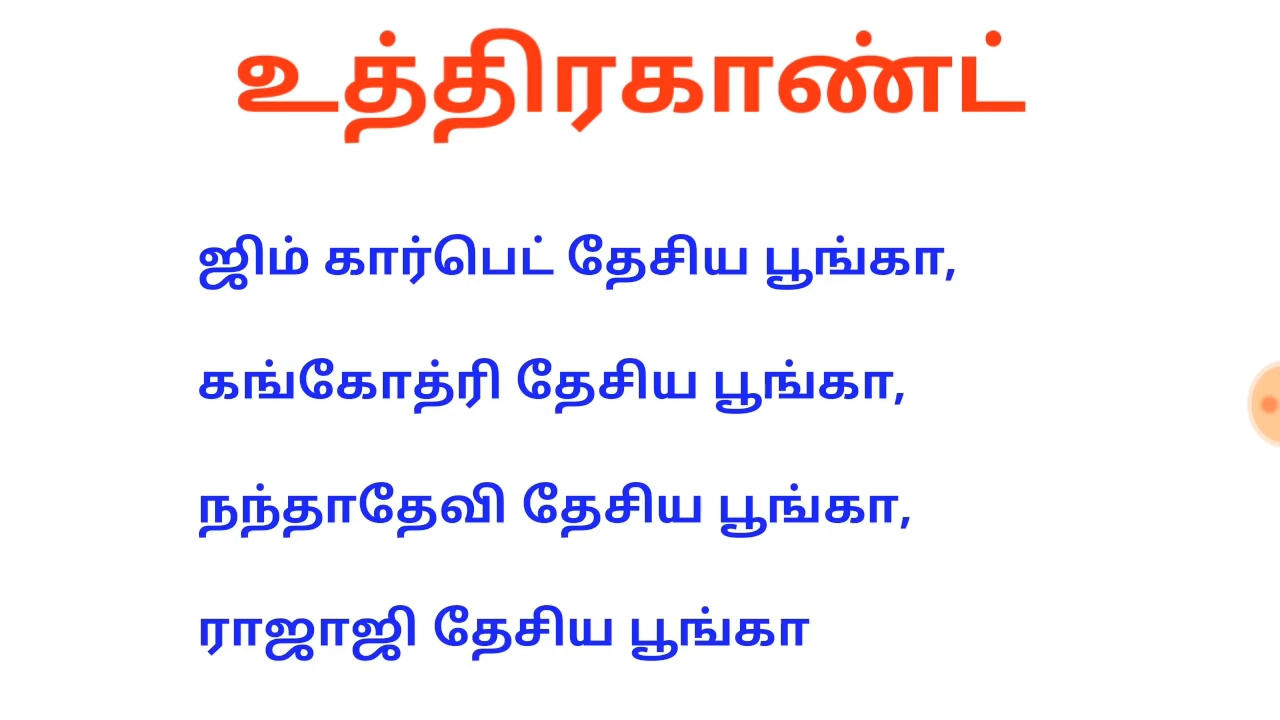 உத்திரகாண்ட்
ஜிம் கார்பெட் தேசிய பூங்கா,
கங்கோத்ரி தேசிய பூங்கா,
நந்தாதேவி தேசிய பூங்கா,
ராஜாஜி தேசிய பூங்கா